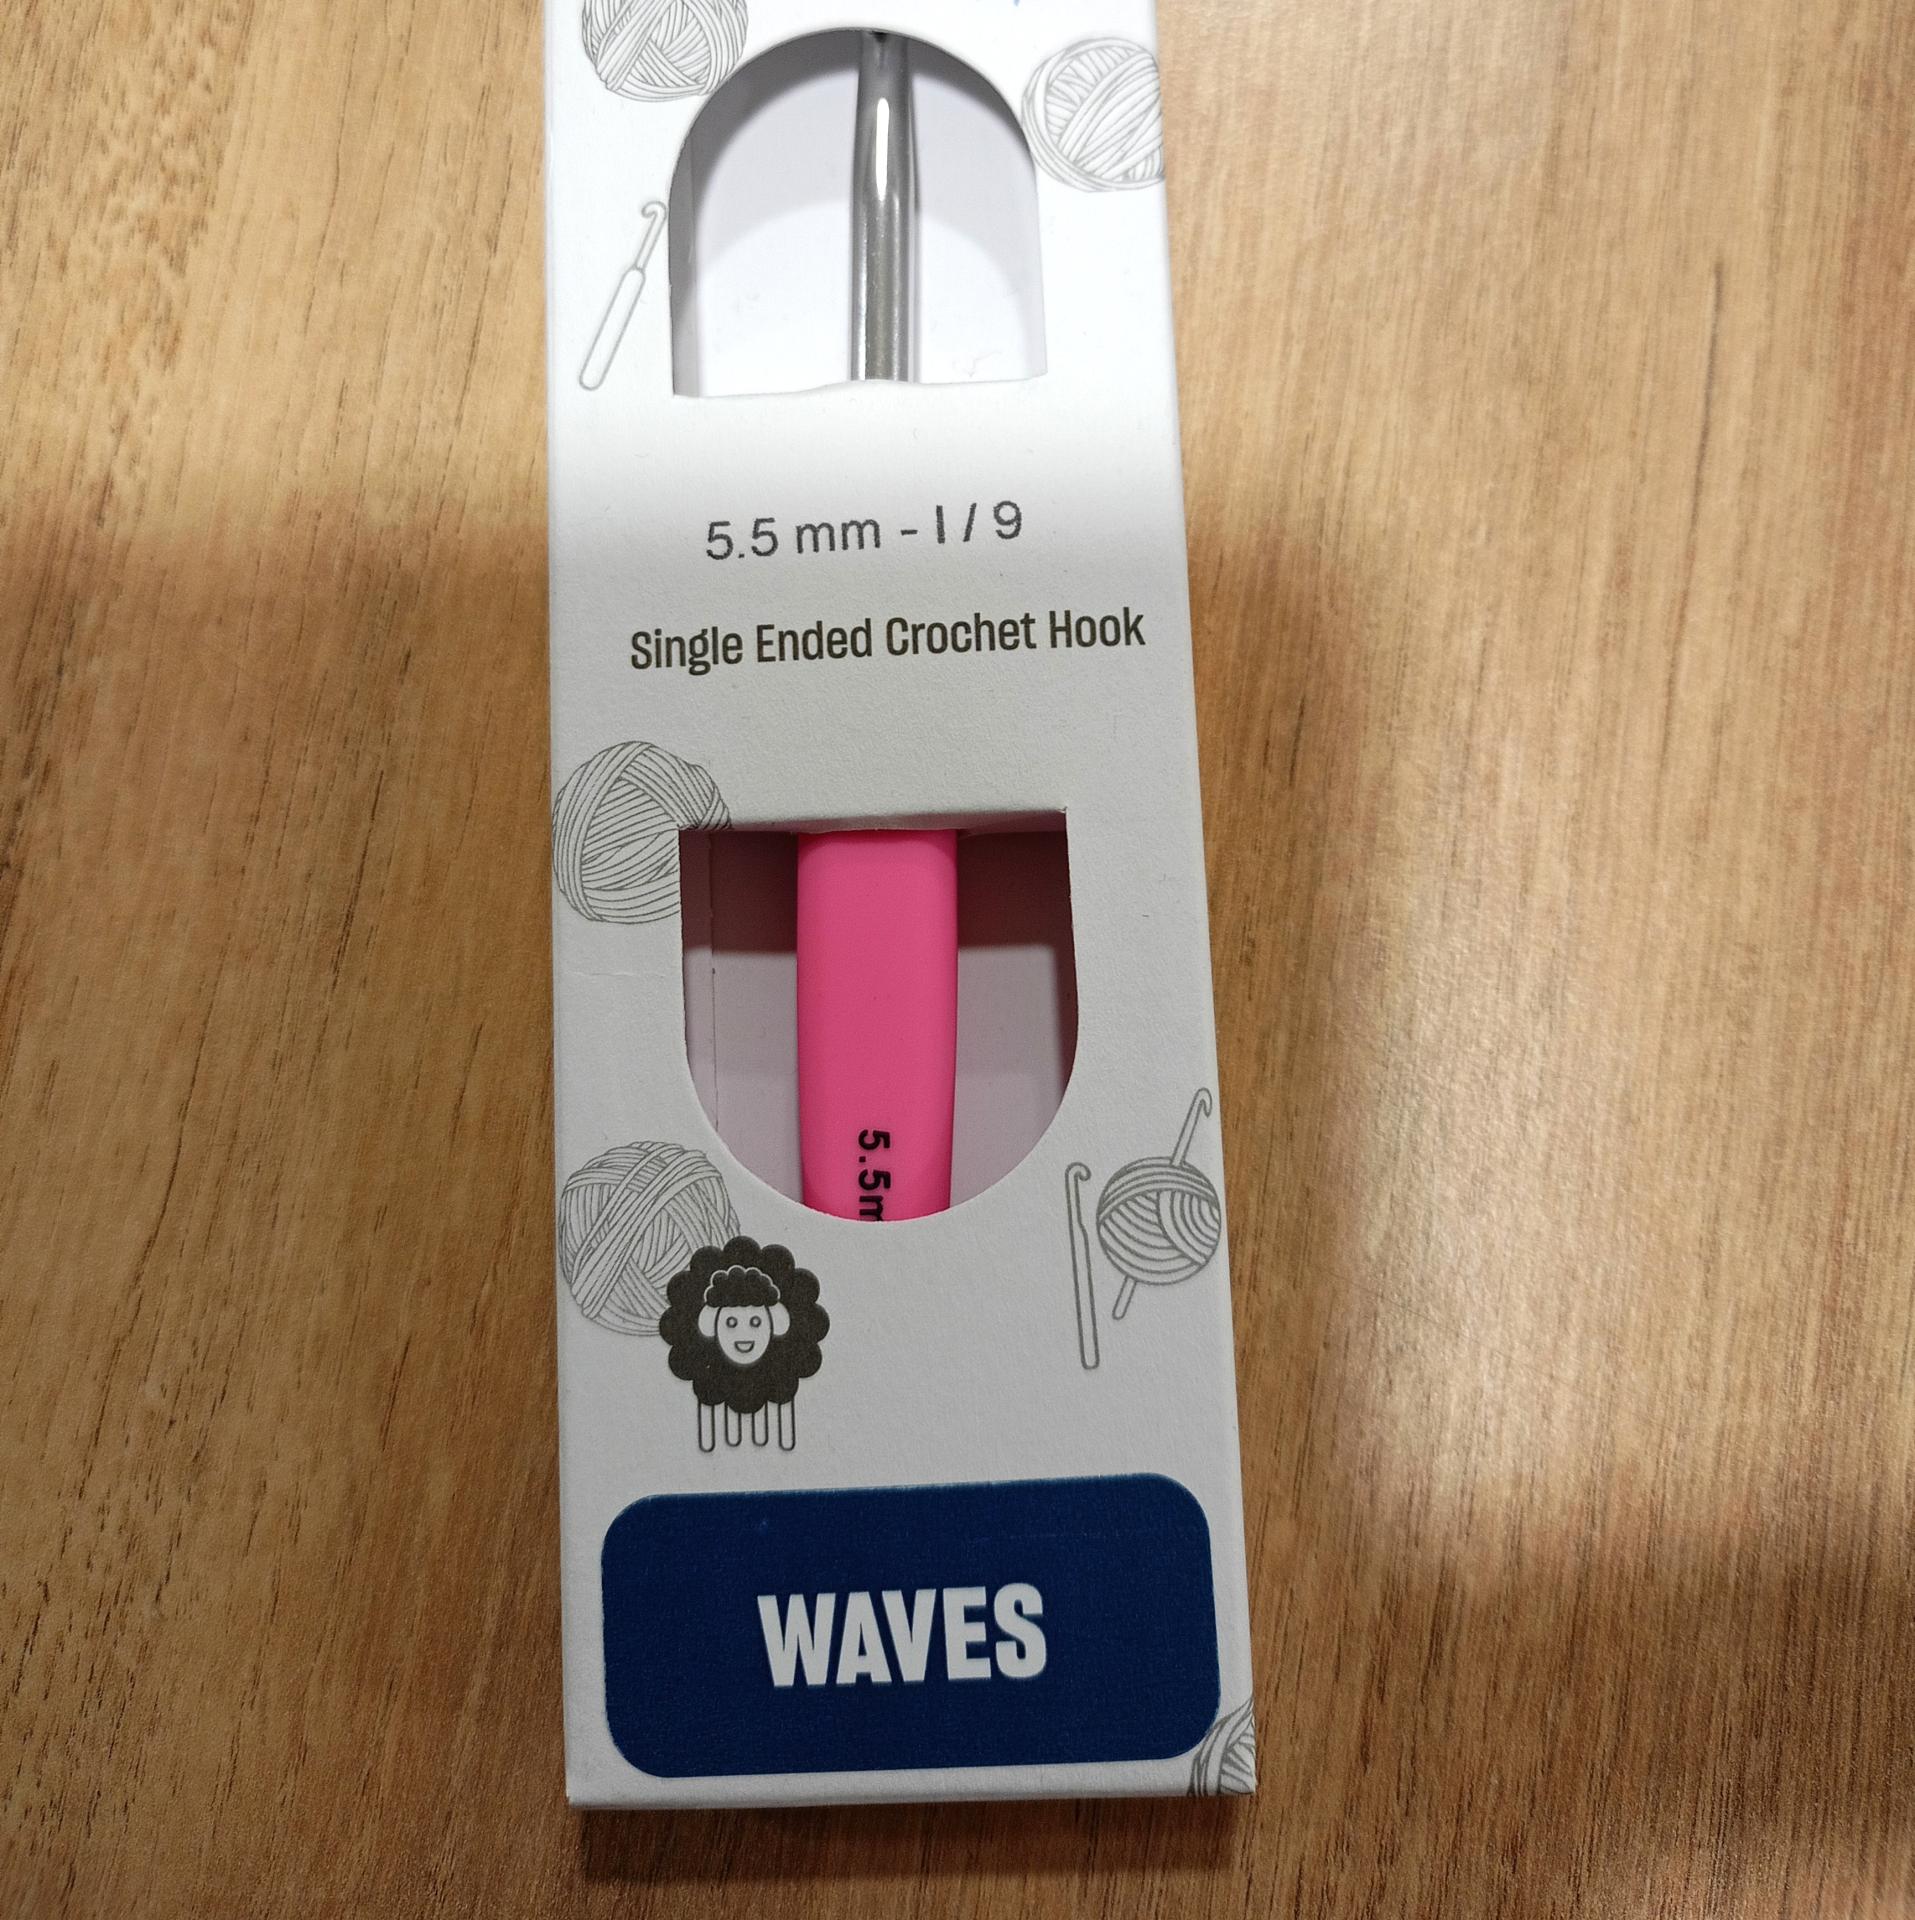 5.5 mm - I / 9
Single Ended Crochet Hook
5.5m
WAVES